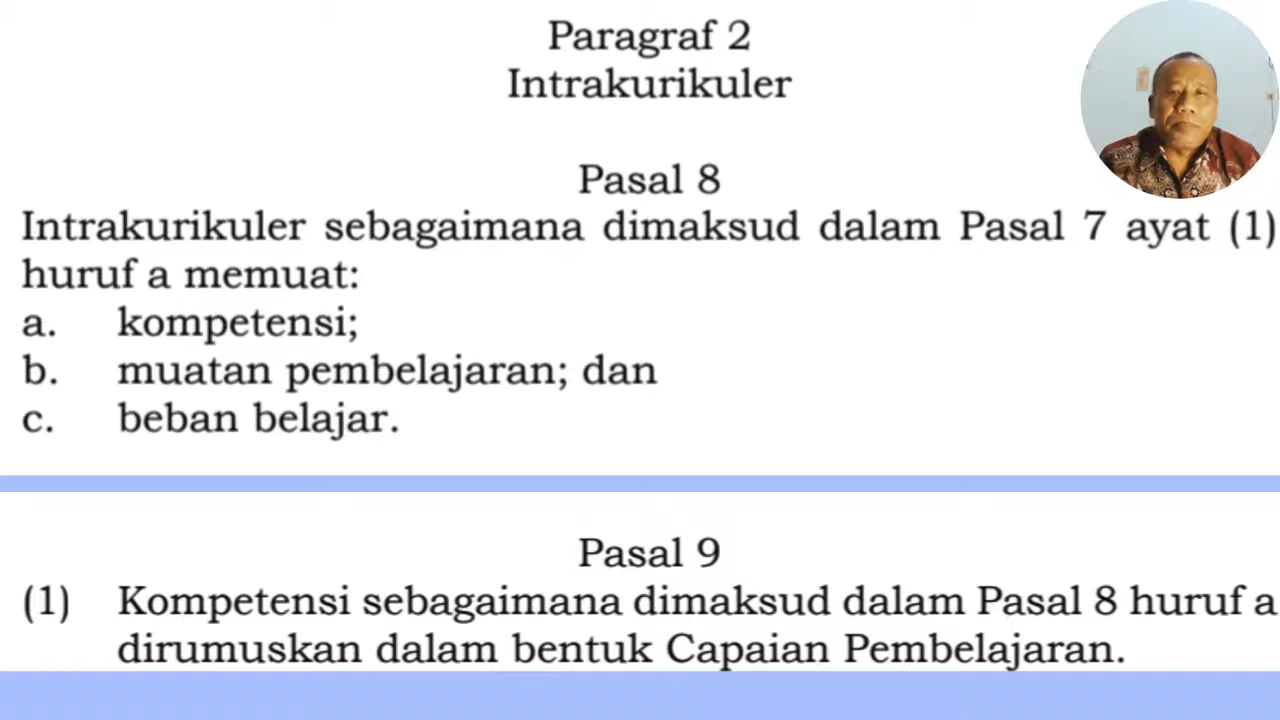 Paragraf 2
Intrakurikuler
Pasal 8
Intrakurikuler sebagaimana dimaksud dalam Pasal 7 ayat (1)
huruf a memuat:
a. kompetensi;
b. muatan pembelajaran; dan
c. beban belajar.
Pasal 9
(1) Kompetensi sebagaimana dimaksud dalam Pasal 8 huruf a
dirumuskan dalam bentuk Capaian Pembelajaran.